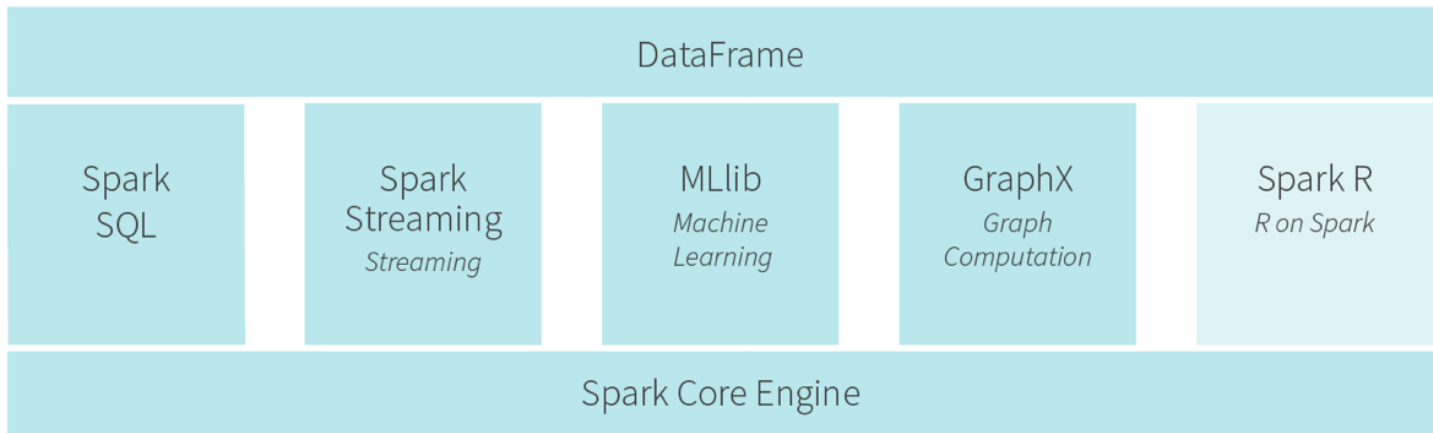 DataFrame
Spark
SQL
Spark
Streaming
Streaming
MLlib
Machine
Learning
GraphX
Graph
Computation
Spark R
R on Spark
Spark Core Engine